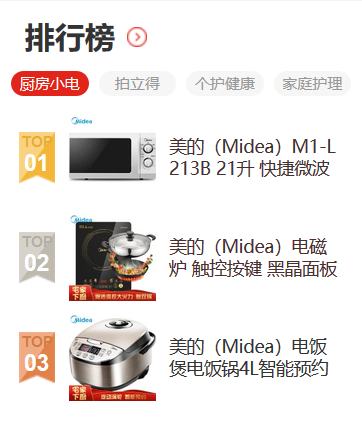 排行榜
厨房小电 拍立得 个护健康 家庭护理
Midea
TOP
01
美的（Midea）M1-L
213B 21升 快捷微波
Midea
TOP
02
美的（Midea）电磁
炉 触控按键 黑晶面板
宅家
下厨
TOP
03
Midea
美的（Midea）电饭
煲电饭锅4L智能预约
宅家
下厨